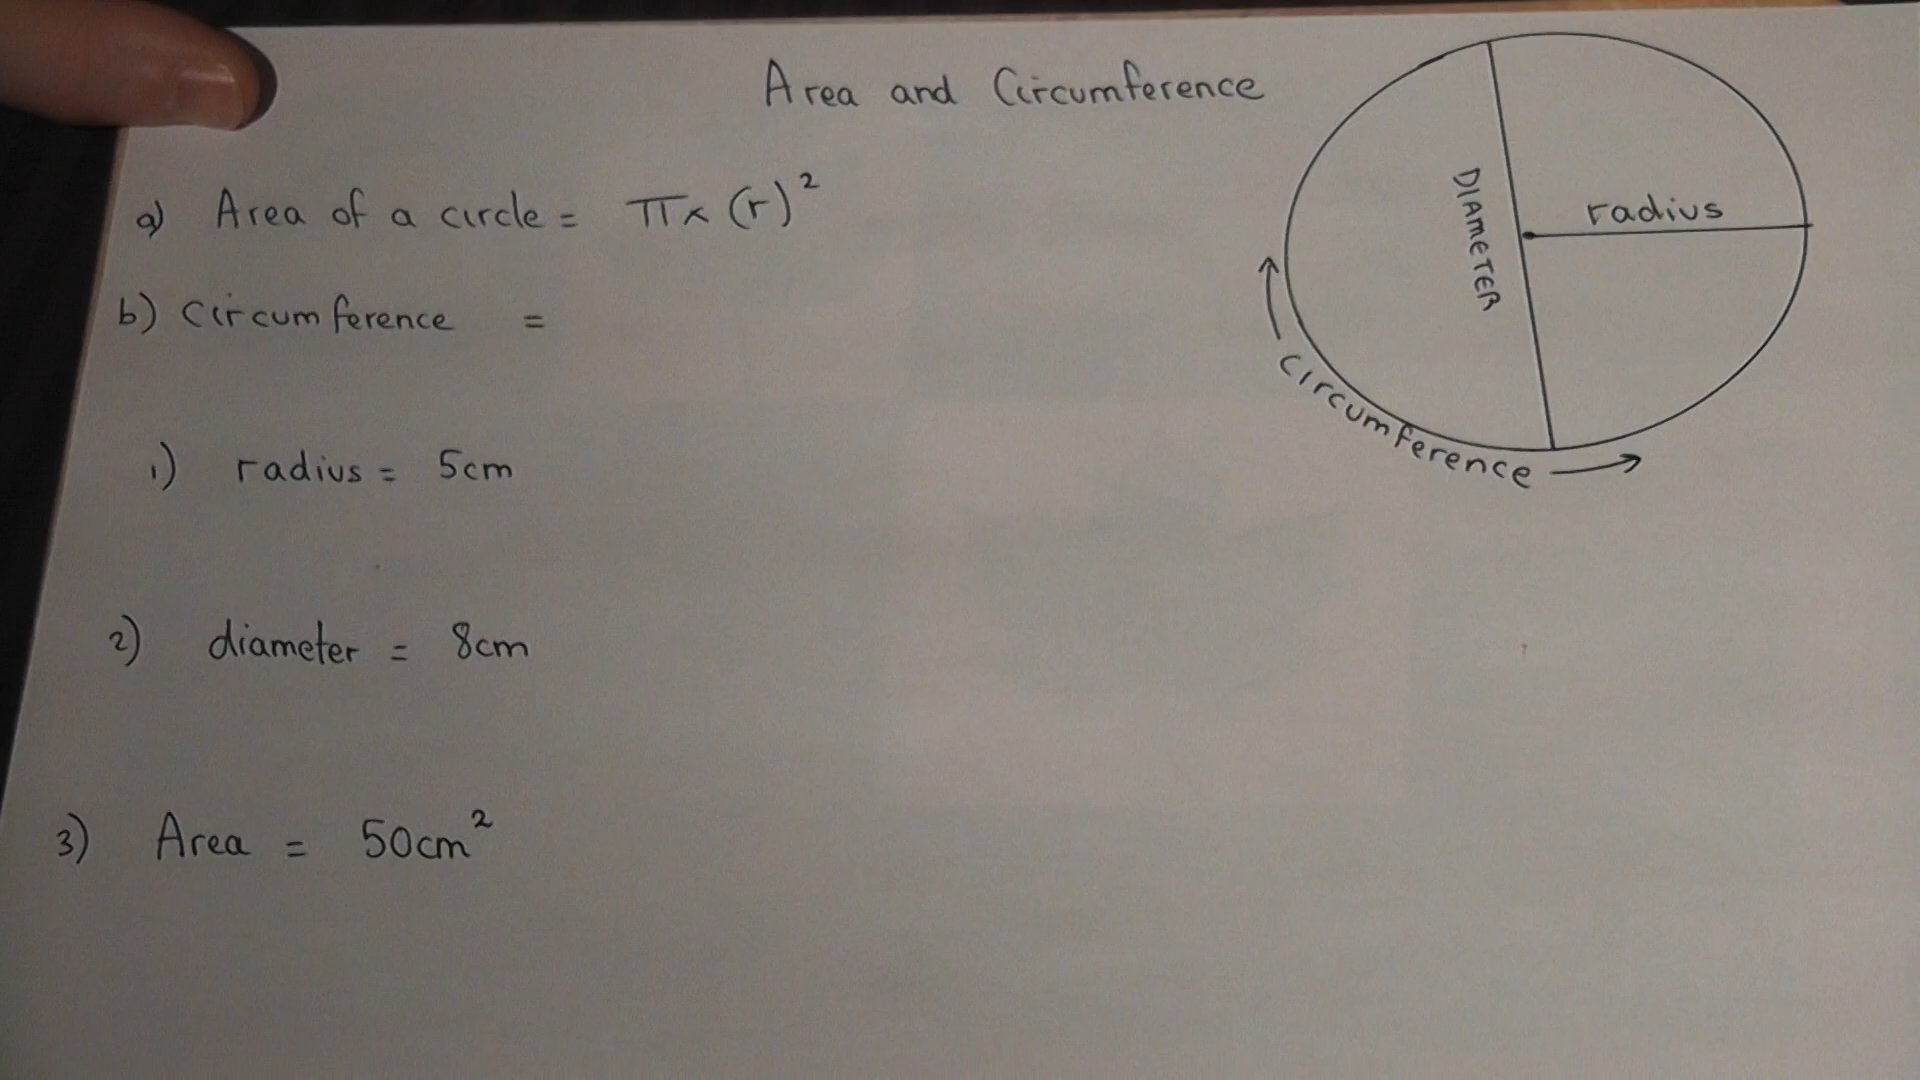 Area and Circumference
a) Area of a circle = π× (r)²
b) Circumference =
1) radius = 5cm
2) diameter = 8cm
3) Area = 50cm²
DIAMETER
radius
circumference